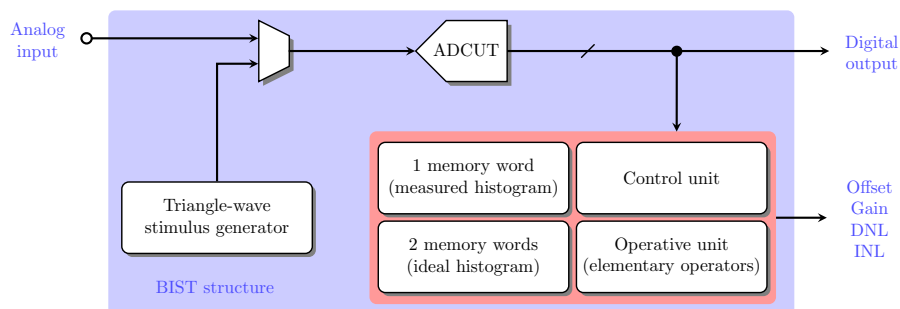 Analog
input
ADCUT
Digital
output
1 memory word
(measured histogram)
Control unit
Triangle-wave
stimulus generator
Offset
Gain
DNL
INL
2 memory words
(ideal histogram)
Operative unit
(elementary operators)
BIST structure